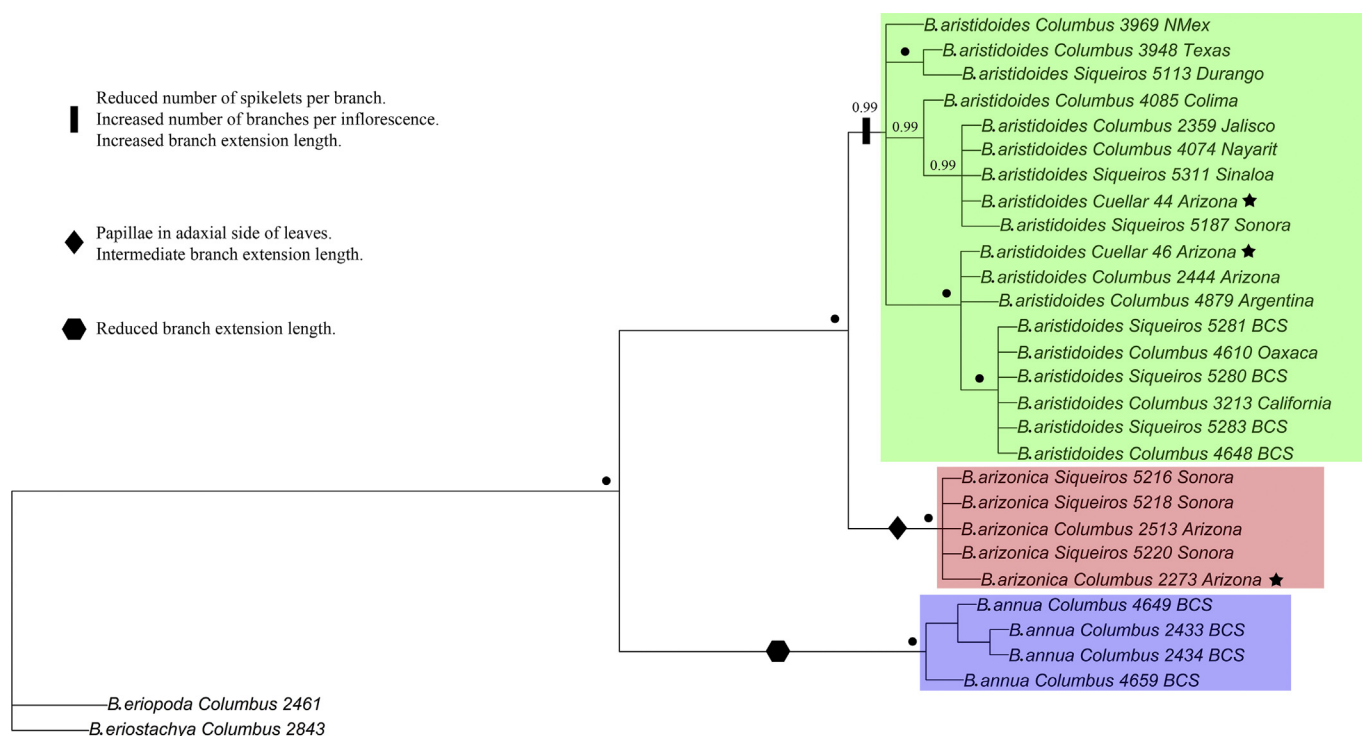 Reduced number of spikelets per branch.
Increased number of branches per inflorescence.
Increased branch extension length.
Papillae in adaxial side of leaves.
Intermediate branch extension length.
Reduced branch extension length.
0.99
0.99
0.99
B. aristidoides Columbus 3969 NMex
B. aristidoides Columbus 3948 Texas
B. aristidoides Siqueiros 5113 Durango
B. aristidoides Columbus 4085 Colima
B. aristidoides Columbus 2359 Jalisco
B. aristidoides Columbus 4074 Nayarit
B. aristidoides Siqueiros 5311 Sinaloa
B. aristidoides Cuellar 44 Arizona
B. aristidoides Siqueiros 5187 Sonora
B. aristidoides Cuellar 46 Arizona
B. aristidoides Columbus 2444 Arizona
B. aristidoides Columbus 4879 Argentina
B. aristidoides Siqueiros 5281 BCS
B. aristidoides Columbus 4610 Oaxaca
B. aristidoides Siqueiros 5280 BCS
B. aristidoides Columbus 3213 California
B. aristidoides Siqueiros 5283 BCS
B. aristidoides Columbus 4648 BCS
B. arizonica Siqueiros 5216 Sonora
B. arizonica Siqueiros 5218 Sonora
B. arizonica Columbus 2513 Arizona
B. arizonica Siqueiros 5220 Sonora
B. arizonica Columbus 2273 Arizona
B. annua Columbus 4649 BCS
B. annua Columbus 2433 BCS
B. annua Columbus 2434 BCS
B. annua Columbus 4659 BCS
B. eriopoda Columbus 2461
B. eriostachya Columbus 2843